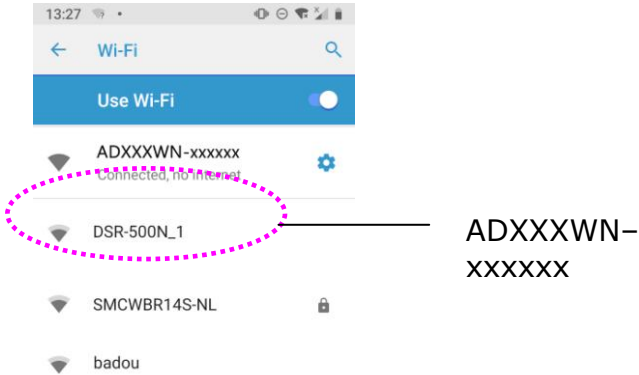 13:27
Wi-Fi
Use Wi-Fi
ADXXXWN-xxxxxx
Connected, no internet
DSR-500N_1
SMCWBR14S-NL
badou
ADXXXWN–
xxxxxx